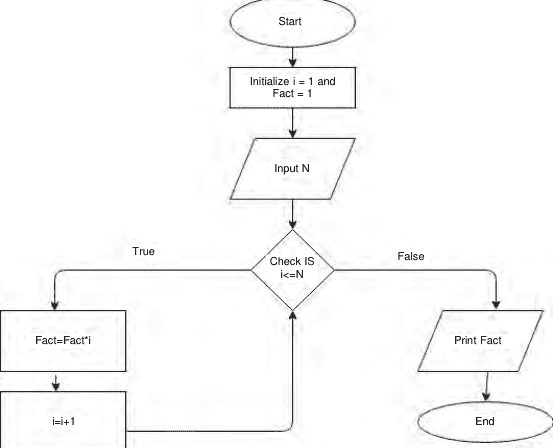 Start
Initialize i = 1 and
Fact = 1
Input N
Check IS
i<=N
True
False
Fact=Fact*i
Print Fact
i=i+1
End